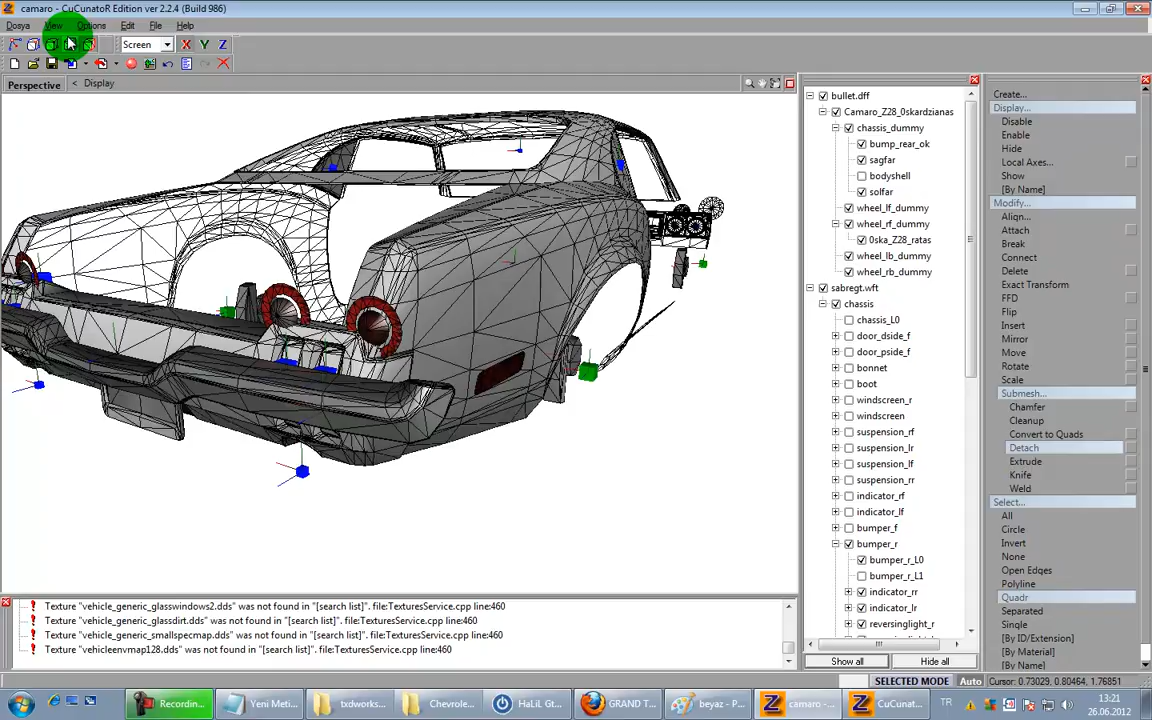 camaro - CuCunatoR Edition ver 2.2.4 (Build 986)
Dosya View Options Edit File Help
Screen X Y Z
Perspective < Display
bullet.dff
Camaro_Z28_0skardzianas
chassis_dummy
bump_rear_ok
sagfar
bodyshell
solfar
wheel_lf_dummy
wheel_rf_dummy
0ska_Z28_ratas
wheel_lb_dummy
wheel_rb_dummy
sabregt.wft
chassis
chassis_L0
door_dside_f
door_pside_f
bonnet
boot
windscreen_r
windscreen
suspension_rf
suspension_lr
suspension_lf
suspension_rr
indicator_rf
indicator_lf
bumper_f
bumper_r
bumper_r_L0
bumper_r_L1
indicator_rr
indicator_lr
reversinglight_r
Show all Hide all
Create...
Display...
Disable
Enable
Hide
Local Axes...
Show
[By Name]
Modify...
Align...
Attach
Break
Connect
Delete
Exact Transform
FFD
Flip
Insert
Mirror
Move
Rotate
Scale
Submesh...
Chamfer
Cleanup
Convert to Quads
Detach
Extrude
Knife
Weld
Select...
All
Circle
Invert
None
Open Edges
Polyline
Quadr
Separated
Single
[By ID/Extension]
[By Material]
[By Name]
Texture "vehicle_generic_glasswindows2.dds" was not found in "[search list]". file:TexturesService.cpp line:460
Texture "vehicle_generic_glassdirt.dds" was not found in "[search list]". file:TexturesService.cpp line:460
Texture "vehicle_generic_smallspecmap.dds" was not found in "[search list]". file:TexturesService.cpp line:460
Texture "vehicleenvmap128.dds" was not found in "[search list]". file:TexturesService.cpp line:460
SELECTED MODE Auto Cursor: 0.73029, 0.80464, 1.76851
Recordin... Yeni Meti... txdworks... Chevrole... HaLiL Gt... GRAND T... beyaz - P... camaro -... CuCunat... TR 13:21
26.06.2012